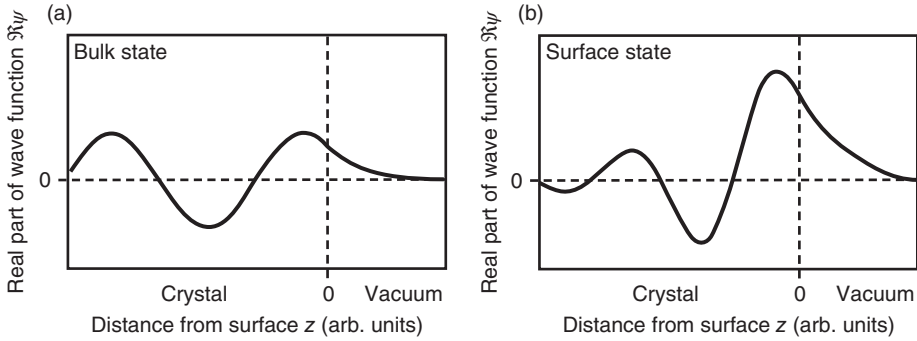 (a)
Bulk state
Real part of wave function ℜψ
0
Crystal 0 Vacuum
Distance from surface z (arb. units)
(b)
Surface state
Real part of wave function ℜψ
0
Crystal 0 Vacuum
Distance from surface z (arb. units)